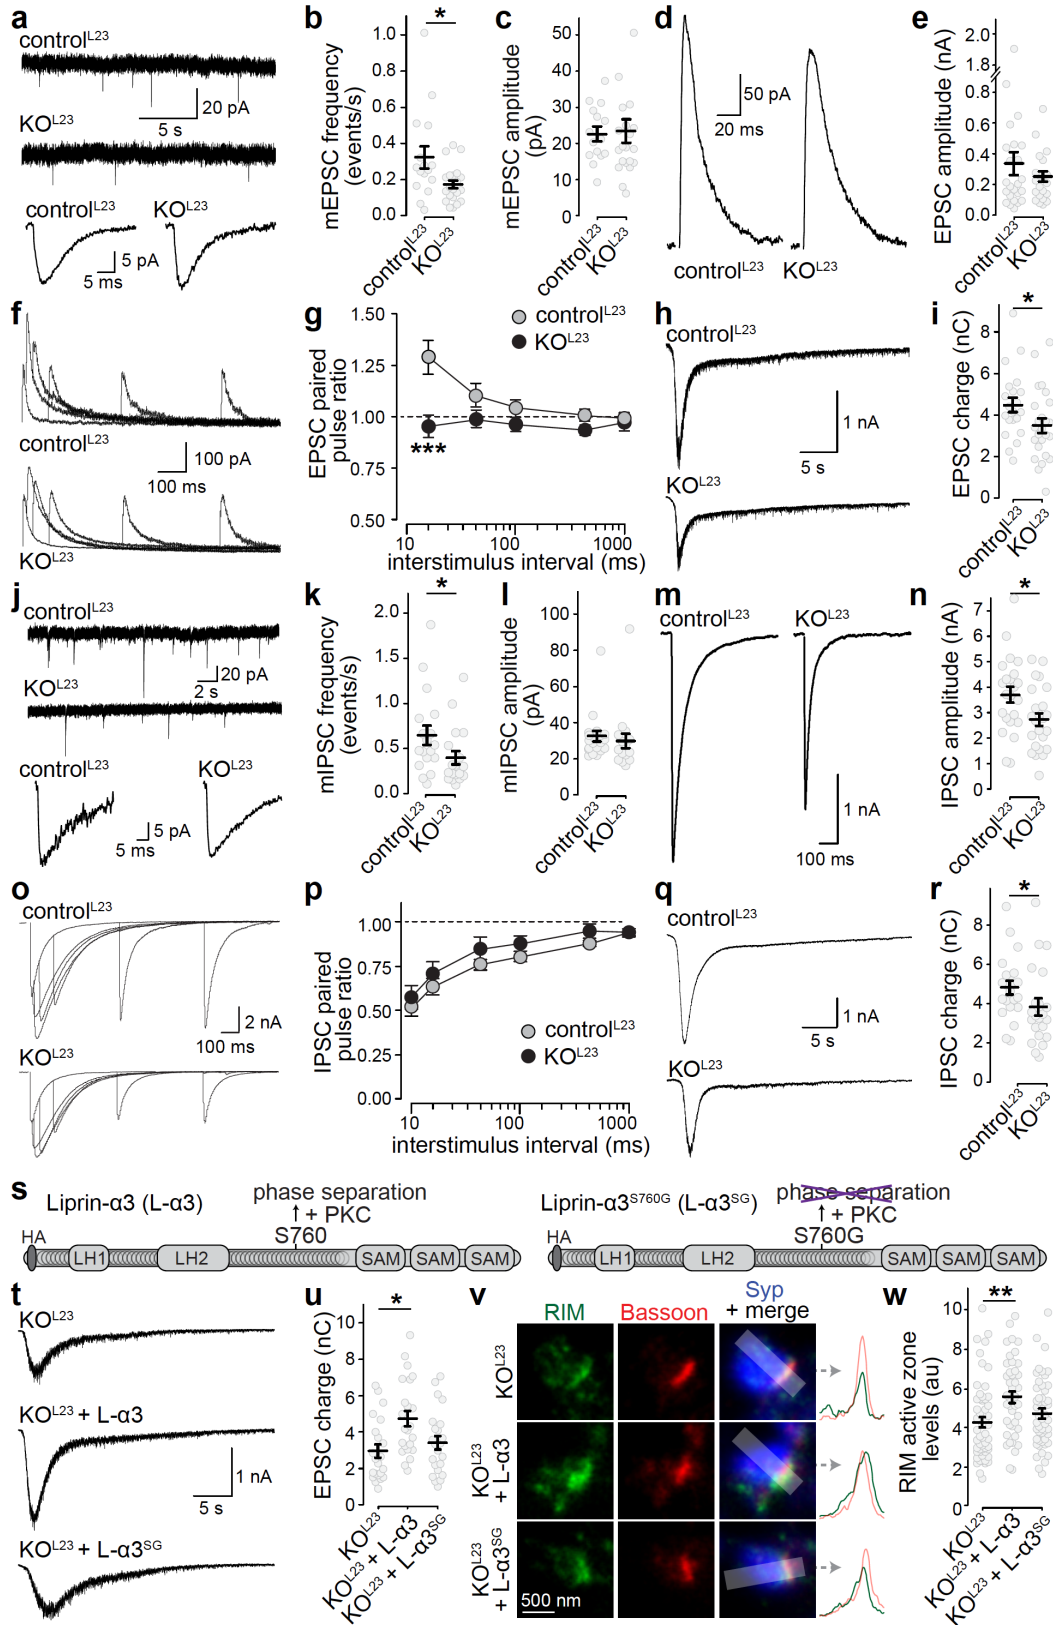 a
control^L23
20 pA
5 s
KO^L23
control^L23
KO^L23
5 pA
5 ms
b
*
mEPSC frequency
(events/s)
1.0
0.8
0.6
0.4
0.2
0.0
control^L23
KO^L23
c
mEPSC amplitude
(pA)
50
40
30
20
10
0
control^L23
KO^L23
d
50 pA
20 ms
control^L23
KO^L23
e
EPSC amplitude (nA)
2.0
1.8
0.8
0.6
0.4
0.2
0.0
control^L23
KO^L23
f
control^L23
100 pA
100 ms
KO^L23
g
EPSC paired
pulse ratio
1.50
1.25
1.00
0.75
0.50
control^L23
KO^L23
***
10
100
1000
interstimulus interval (ms)
h
control^L23
1 nA
5 s
KO^L23
i
*
EPSC charge (nC)
8
6
4
2
0
control^L23
KO^L23
j
control^L23
20 pA
2 s
KO^L23
control^L23
KO^L23
5 pA
5 ms
k
*
mIPSC frequency
(events/s)
2.0
1.5
1.0
0.5
0.0
control^L23
KO^L23
l
mIPSC amplitude
(pA)
100
80
60
40
20
0
control^L23
KO^L23
m
control^L23
KO^L23
1 nA
100 ms
n
*
IPSC amplitude (nA)
7
6
5
4
3
2
1
0
control^L23
KO^L23
o
control^L23
2 nA
100 ms
KO^L23
p
IPSC paired
pulse ratio
1.00
0.75
0.50
0.25
0.00
control^L23
KO^L23
10
100
1000
interstimulus interval (ms)
q
control^L23
1 nA
5 s
KO^L23
r
*
IPSC charge (nC)
8
6
4
2
0
control^L23
KO^L23
s
Liprin-α3 (L-α3)
phase separation
↑ + PKC
S760
HA
LH1
LH2
SAM
SAM
SAM
Liprin-α3^S760G (L-α3^SG)
phase separation
↑ + PKC
S760G
HA
LH1
LH2
SAM
SAM
SAM
t
KO^L23
KO^L23 + L-α3
1 nA
5 s
KO^L23 + L-α3^SG
u
*
EPSC charge (nC)
10
8
6
4
2
0
KO^L23
KO^L23 + L-α3
KO^L23 + L-α3^SG
v
RIM
Bassoon
Syp
+ merge
KO^L23
KO^L23
+ L-α3
KO^L23
+ L-α3^SG
500 nm
w
**
RIM active zone
levels (au)
10
8
6
4
2
0
KO^L23
KO^L23 + L-α3
KO^L23 + L-α3^SG